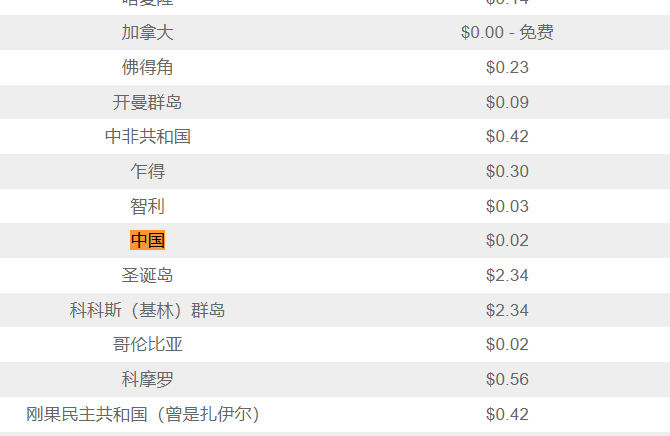 加拿大 $0.00 - 免费
佛得角 $0.23
开曼群岛 $0.09
中非共和国 $0.42
乍得 $0.30
智利 $0.03
中国 $0.02
圣诞岛 $2.34
科科斯（基林）群岛 $2.34
哥伦比亚 $0.02
科摩罗 $0.56
刚果民主共和国（曾是扎伊尔） $0.42